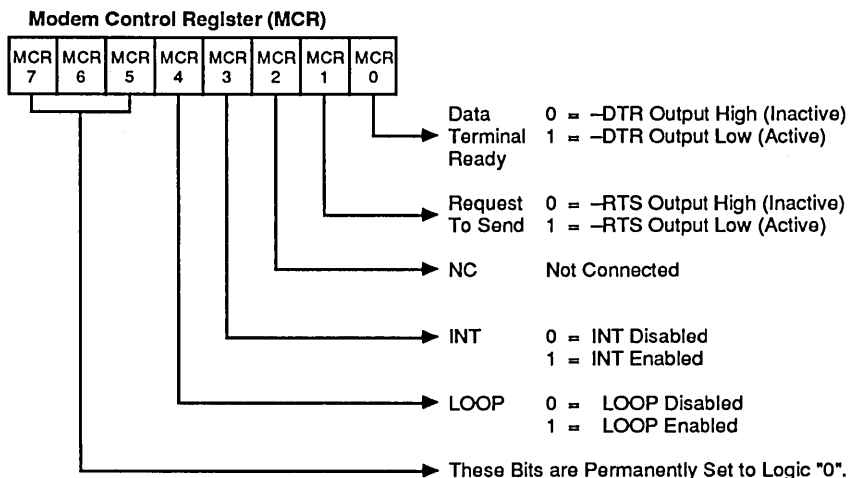 Modem Control Register (MCR)
MCR 7 MCR 6 MCR 5 MCR 4 MCR 3 MCR 2 MCR 1 MCR 0
Data Terminal Ready
0 = –DTR Output High (Inactive)
1 = –DTR Output Low (Active)
Request To Send
0 = –RTS Output High (Inactive)
1 = –RTS Output Low (Active)
NC Not Connected
INT 0 = INT Disabled
1 = INT Enabled
LOOP 0 = LOOP Disabled
1 = LOOP Enabled
These Bits are Permanently Set to Logic "0".